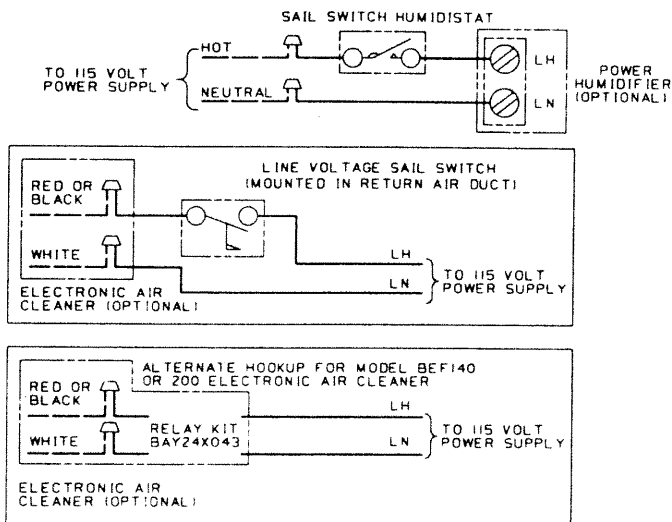 SAIL SWITCH HUMIDISTAT
HOT
LH
TO 115 VOLT
POWER SUPPLY
POWER
HUMIDIFIER
(OPTIONAL)
NEUTRAL
LN
LINE VOLTAGE SAIL SWITCH
(MOUNTED IN RETURN AIR DUCT)
RED OR
BLACK
WHITE
LH
LN
TO 115 VOLT
POWER SUPPLY
ELECTRONIC AIR
CLEANER (OPTIONAL)
ALTERNATE HOOKUP FOR MODEL BEF140
OR 200 ELECTRONIC AIR CLEANER
RED OR
BLACK
LH
RELAY KIT
BAY24X043
WHITE
LN
TO 115 VOLT
POWER SUPPLY
ELECTRONIC AIR
CLEANER (OPTIONAL)